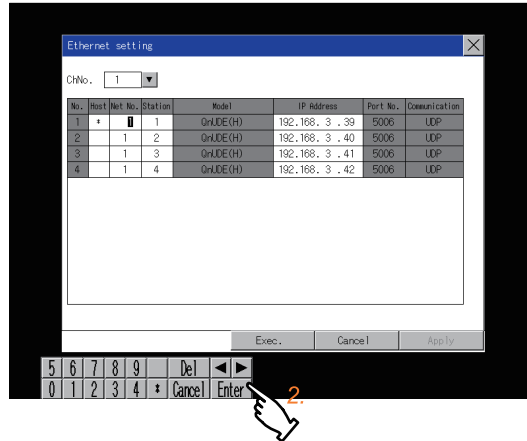 Ethernet setting
ChNo. 1
No. Host Net No. Station Model IP Address Port No. Communication
1 * 1 1 QnUDE(H) 192.168. 3 .39 5006 UDP
2 1 2 QnUDE(H) 192.168. 3 .40 5006 UDP
3 1 3 QnUDE(H) 192.168. 3 .41 5006 UDP
4 1 4 QnUDE(H) 192.168. 3 .42 5006 UDP
Exec. Cancel Apply
5 6 7 8 9 Del ◀ ▶
0 1 2 3 4 * Cancel Enter
2.